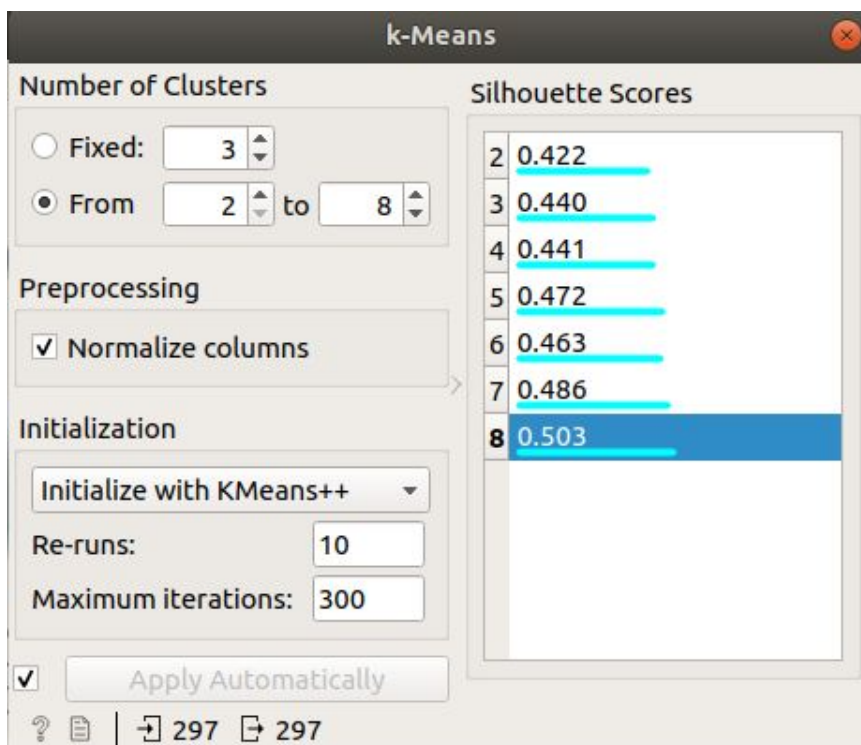 k-Means
Number of Clusters
Fixed: 3
From 2 to 8
Preprocessing
Normalize columns
Initialization
Initialize with KMeans++
Re-runs: 10
Maximum iterations: 300
Apply Automatically
? 297 297
Silhouette Scores
2 0.422
3 0.440
4 0.441
5 0.472
6 0.463
7 0.486
8 0.503